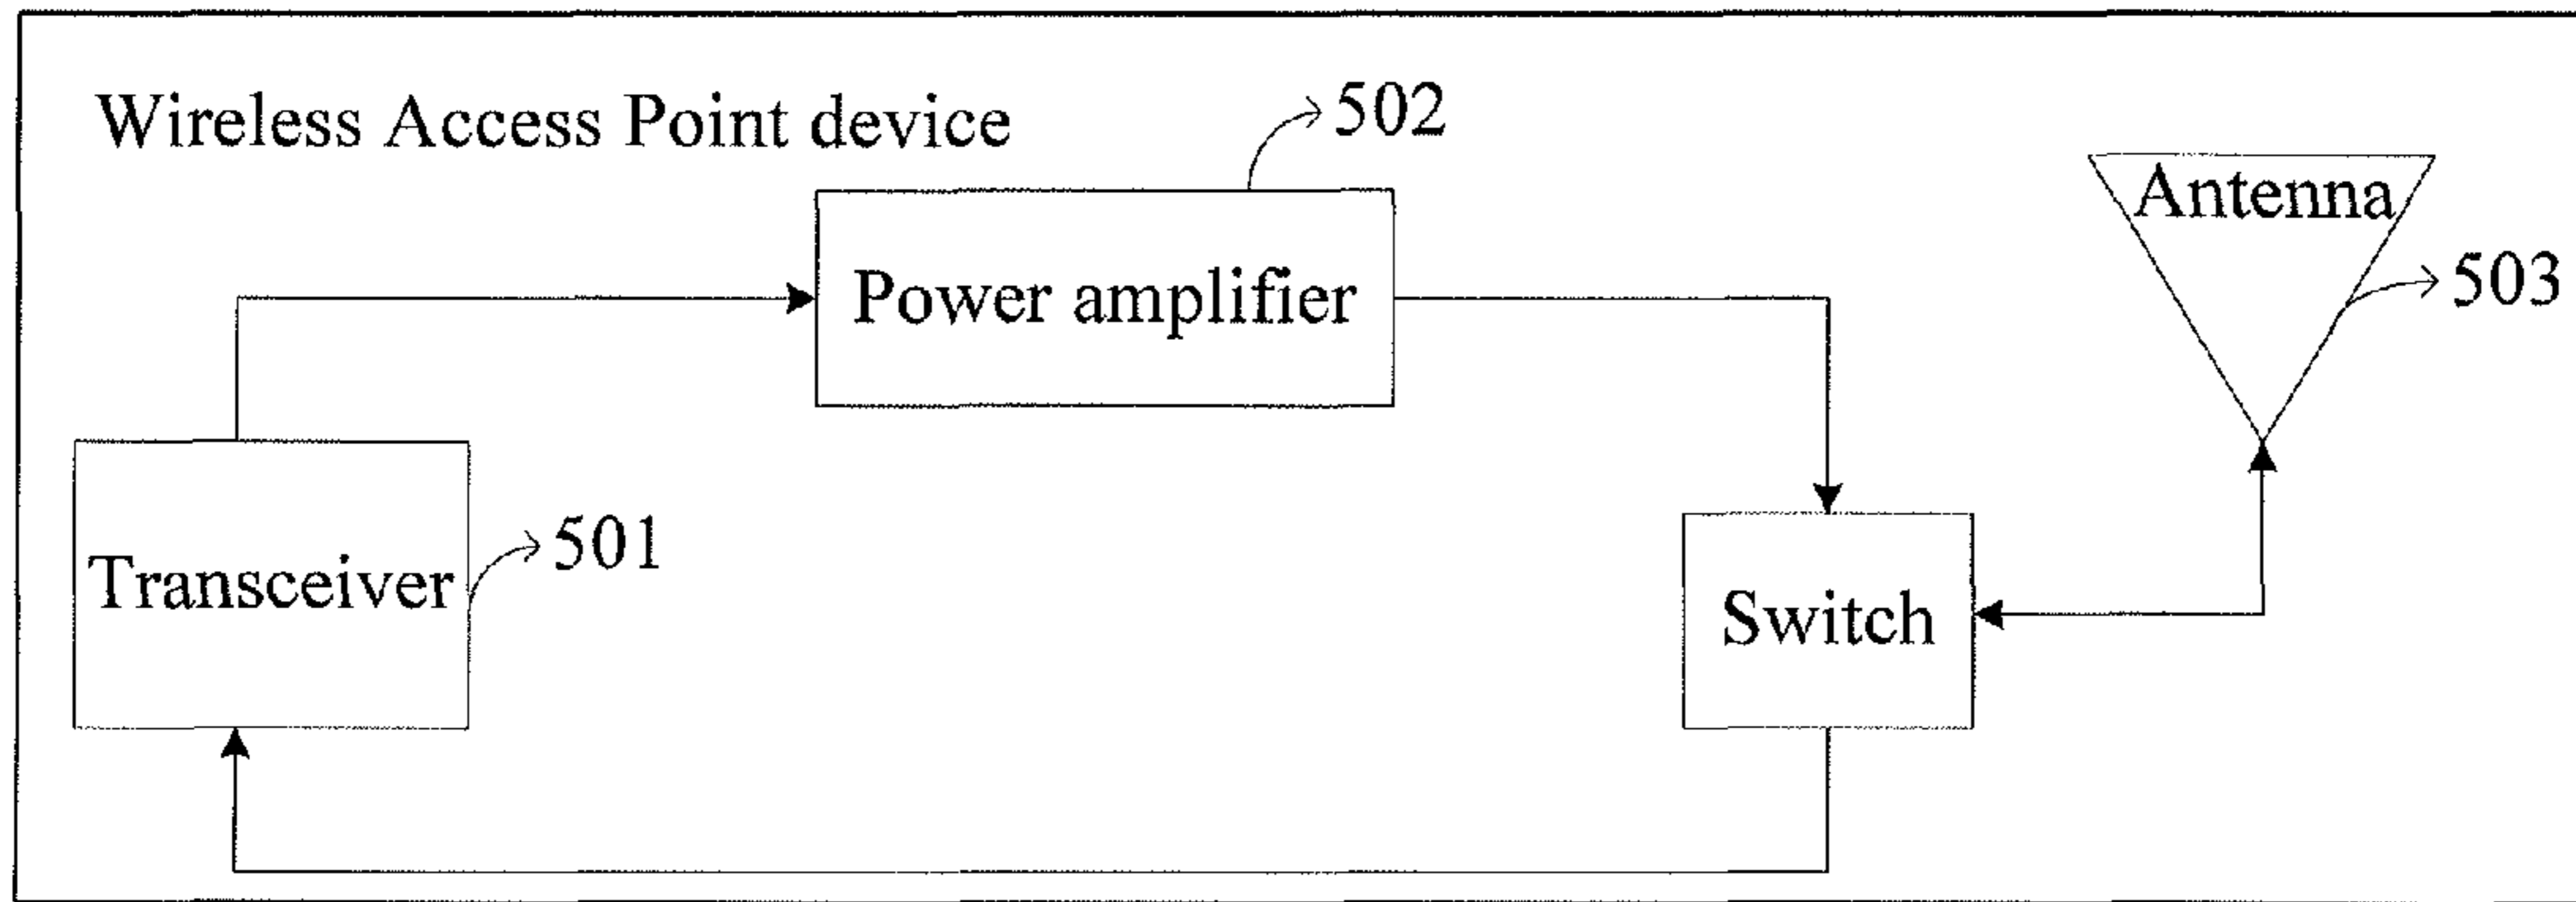 Wireless Access Point device
502
Antenna
503
Power amplifier
501
Transceiver
Switch